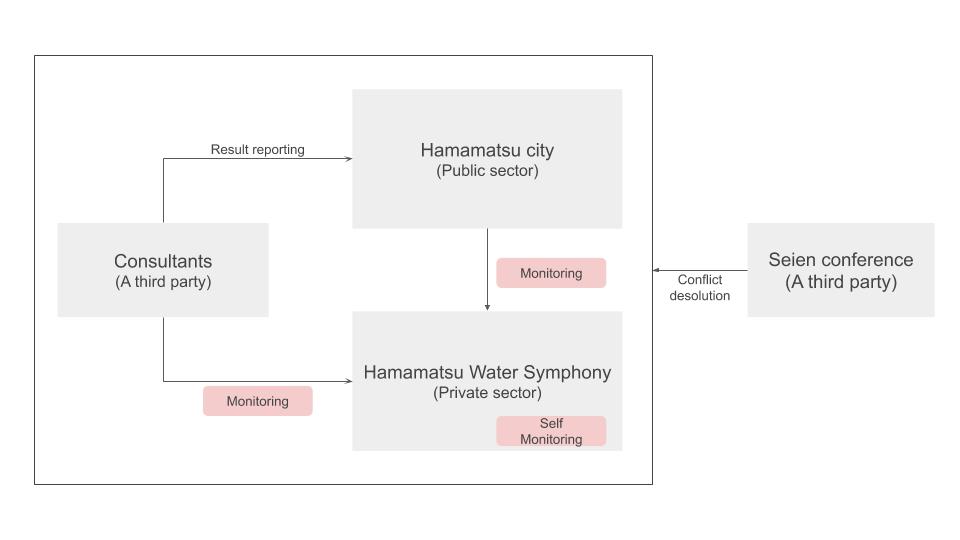 Result reporting
Hamamatsu city
(Public sector)
Consultants
(A third party)
Monitoring
Seien conference
(A third party)
Conflict
desolution
Hamamatsu Water Symphony
(Private sector)
Monitoring
Self
Monitoring